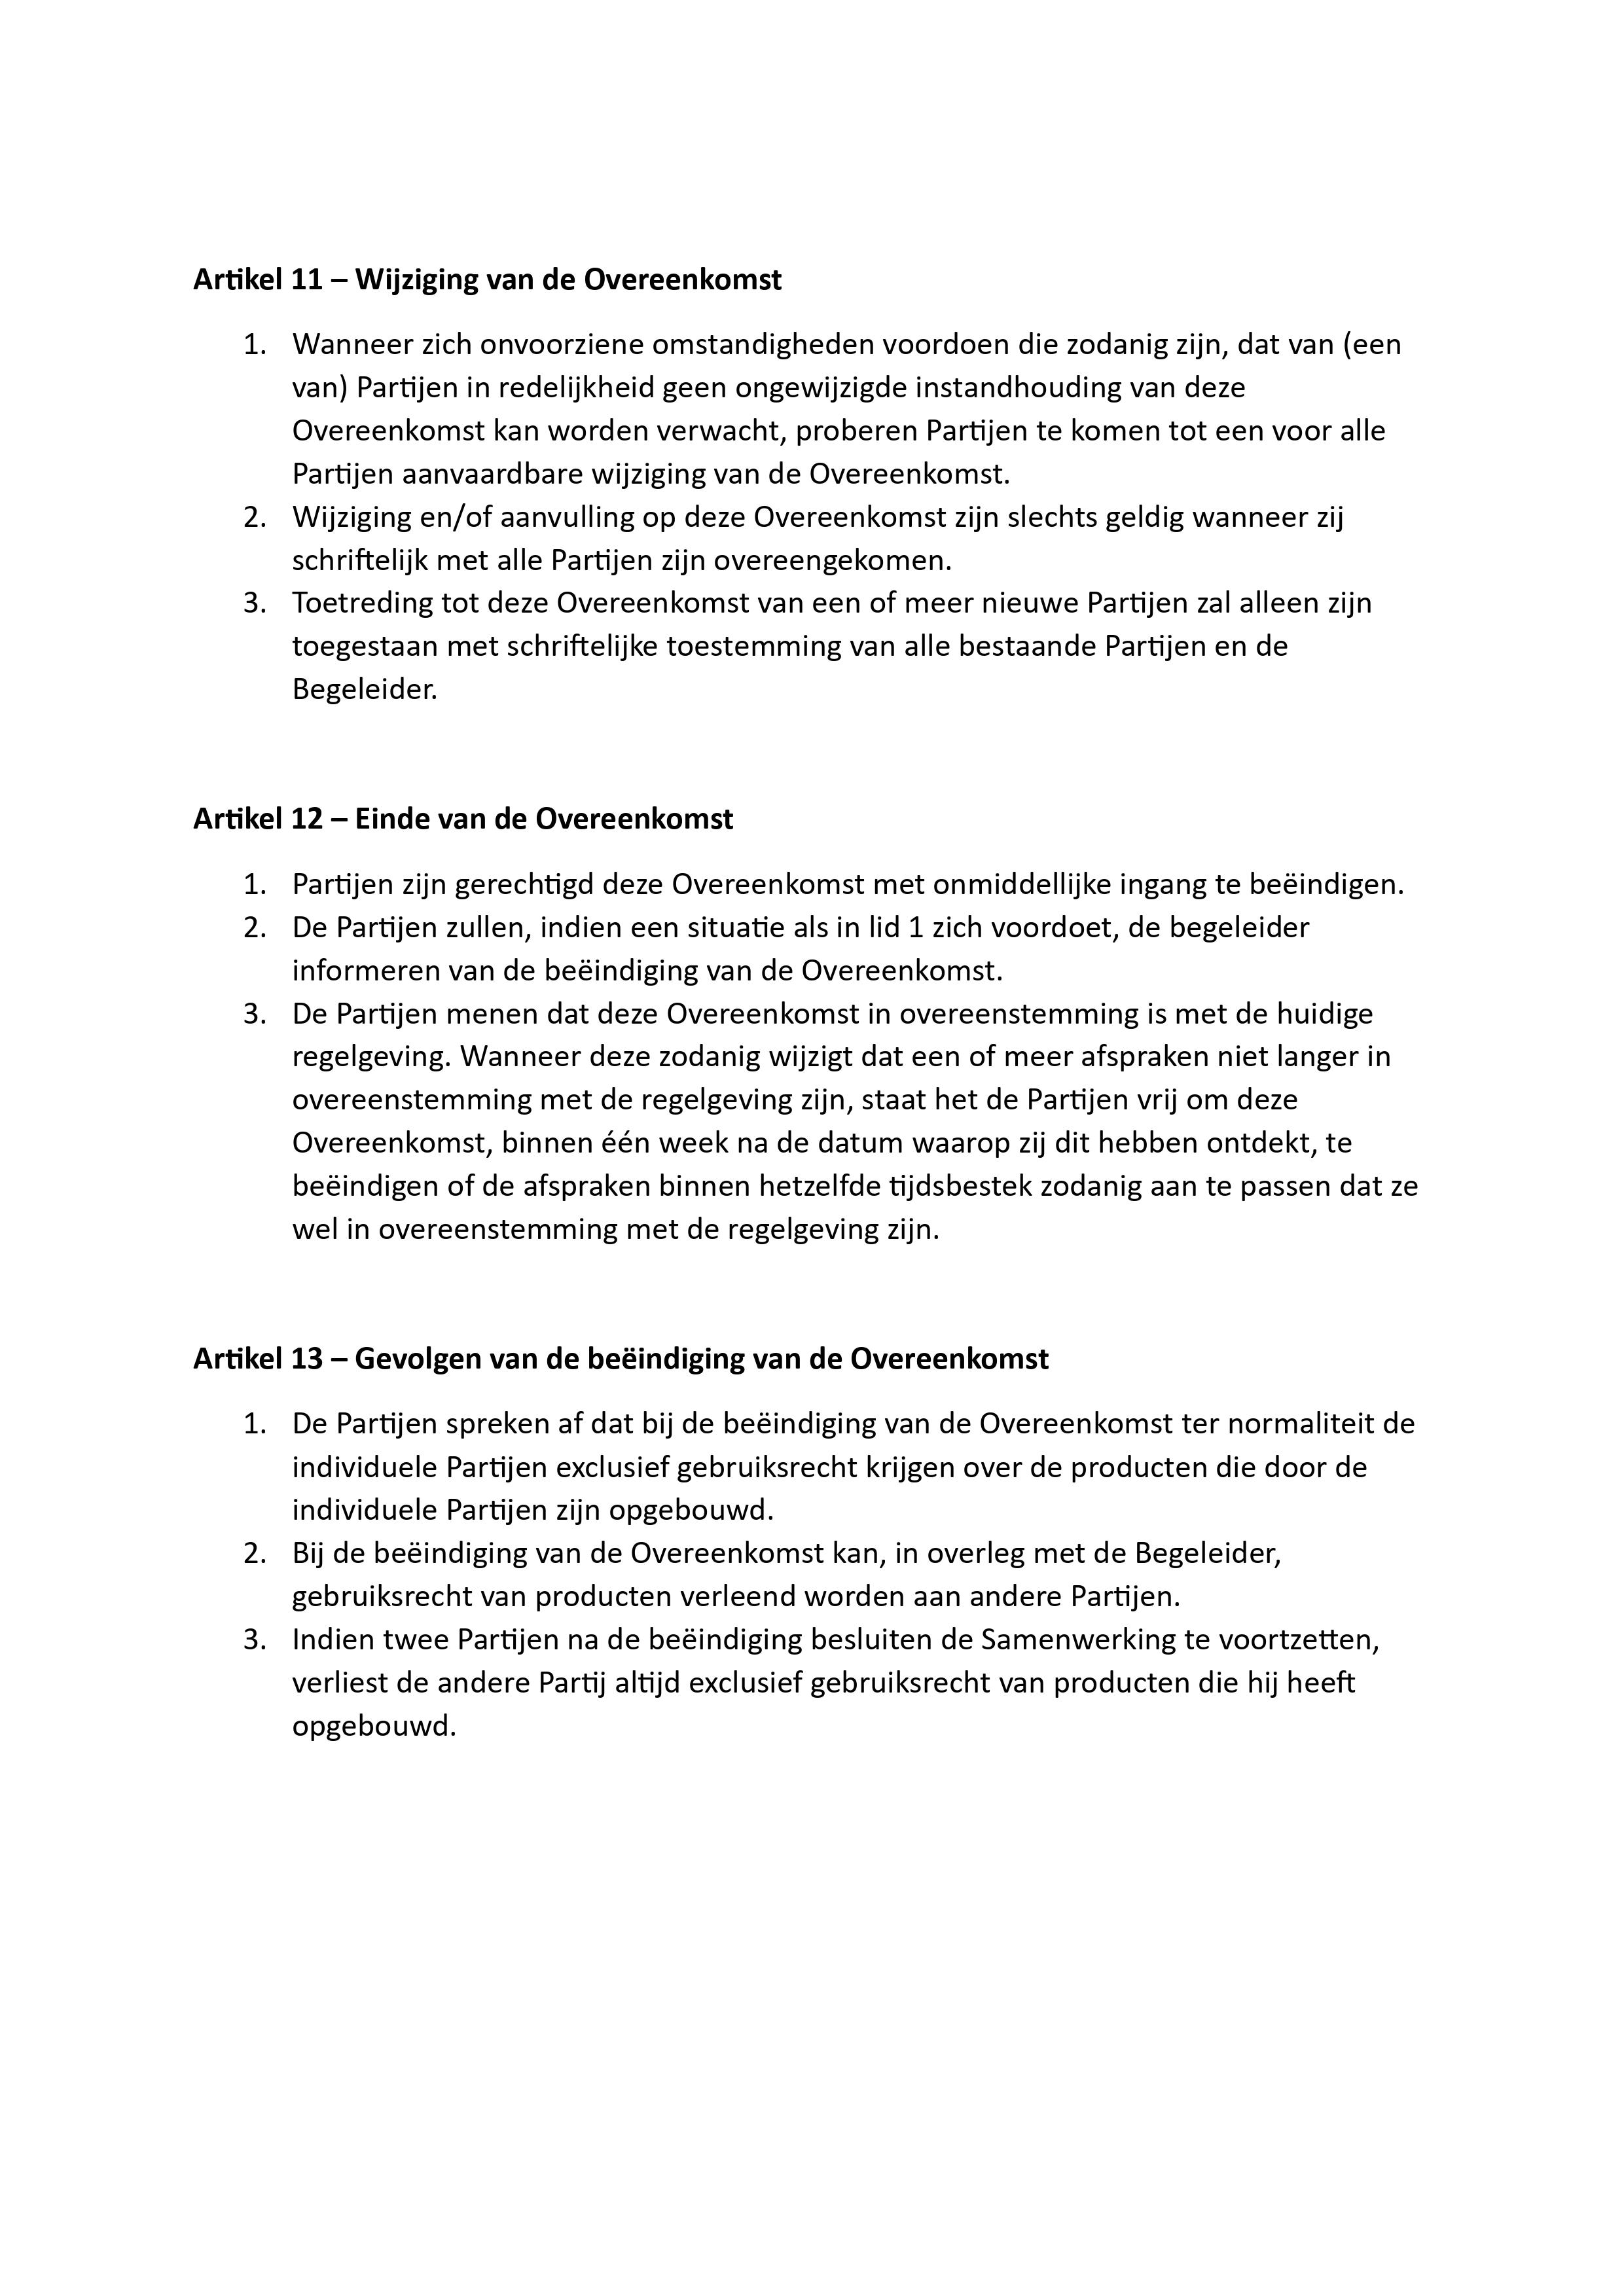 Artikel 11 – Wijziging van de Overeenkomst
1. Wanneer zich onvoorziene omstandigheden voordoen die zodanig zijn, dat van (een
van) Partijen in redelijkheid geen ongewijzigde instandhouding van deze
Overeenkomst kan worden verwacht, proberen Partijen te komen tot een voor alle
Partijen aanvaardbare wijziging van de Overeenkomst.
2. Wijziging en/of aanvulling op deze Overeenkomst zijn slechts geldig wanneer zij
schriftelijk met alle Partijen zijn overeengekomen.
3. Toetreding tot deze Overeenkomst van een of meer nieuwe Partijen zal alleen zijn
toegestaan met schriftelijke toestemming van alle bestaande Partijen en de
Begeleider.
Artikel 12 – Einde van de Overeenkomst
1. Partijen zijn gerechtigd deze Overeenkomst met onmiddellijke ingang te beëindigen.
2. De Partijen zullen, indien een situatie als in lid 1 zich voordoet, de begeleider
informeren van de beëindiging van de Overeenkomst.
3. De Partijen menen dat deze Overeenkomst in overeenstemming is met de huidige
regelgeving. Wanneer deze zodanig wijzigt dat een of meer afspraken niet langer in
overeenstemming met de regelgeving zijn, staat het de Partijen vrij om deze
Overeenkomst, binnen één week na de datum waarop zij dit hebben ontdekt, te
beëindigen of de afspraken binnen hetzelfde tijdsbestek zodanig aan te passen dat ze
wel in overeenstemming met de regelgeving zijn.
Artikel 13 – Gevolgen van de beëindiging van de Overeenkomst
1. De Partijen spreken af dat bij de beëindiging van de Overeenkomst ter normaliteit de
individuele Partijen exclusief gebruiksrecht krijgen over de producten die door de
individuele Partijen zijn opgebouwd.
2. Bij de beëindiging van de Overeenkomst kan, in overleg met de Begeleider,
gebruiksrecht van producten verleend worden aan andere Partijen.
3. Indien twee Partijen na de beëindiging besluiten de Samenwerking te voortzetten,
verliest de andere Partij altijd exclusief gebruiksrecht van producten die hij heeft
opgebouwd.